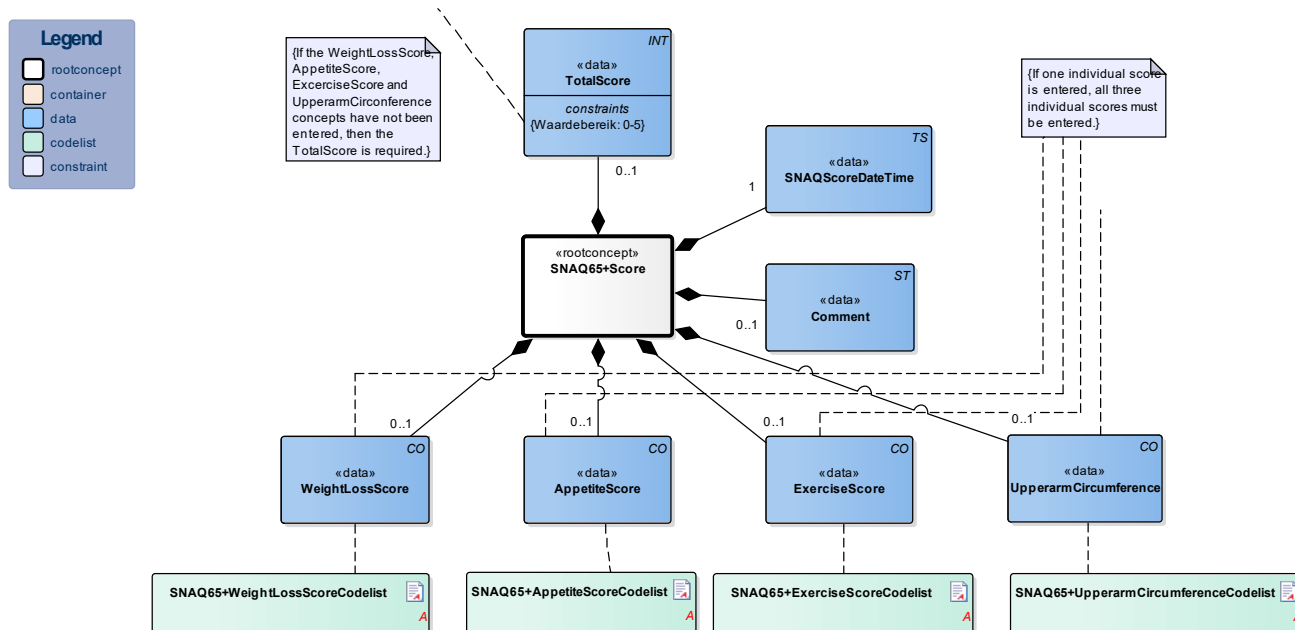 Legend
rootconcept
container
data
codelist
constraint
{If the WeightLossScore,
AppetiteScore,
ExcerciseScore and
UpperarmCirconference
concepts have not been
entered, then the
TotalScore is required.}
INT
«data»
TotalScore
constraints
{Waardebereik: 0-5}
0..1
{If one individual score
is entered, all three
individual scores must
be entered.}
TS
«data»
SNAQScoreDateTime
1
«rootconcept»
SNAQ65+Score
ST
«data»
Comment
0..1
0..1
0..1
0..1
0..1
CO
«data»
WeightLossScore
CO
«data»
AppetiteScore
CO
«data»
ExerciseScore
CO
«data»
UpperarmCircumference
SNAQ65+WeightLossScoreCodelist
A
SNAQ65+AppetiteScoreCodelist
A
SNAQ65+ExerciseScoreCodelist
A
SNAQ65+UpperarmCircumferenceCodelist
A